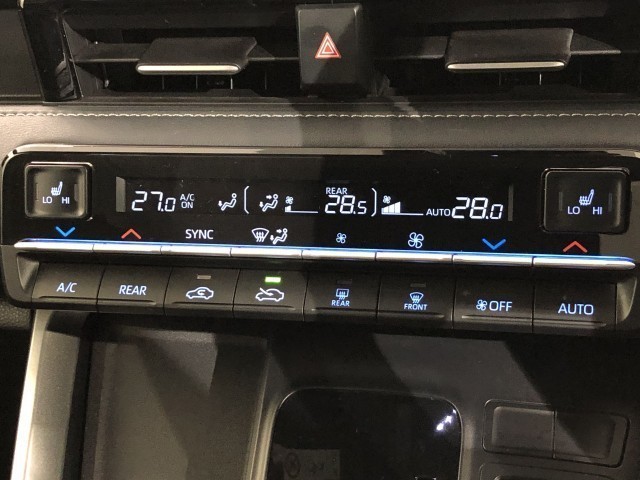 LO HI
27.0 A/C ON REAR 28.5 AUTO 28.0
LO HI
SYNC
A/C REAR REAR FRONT OFF AUTO